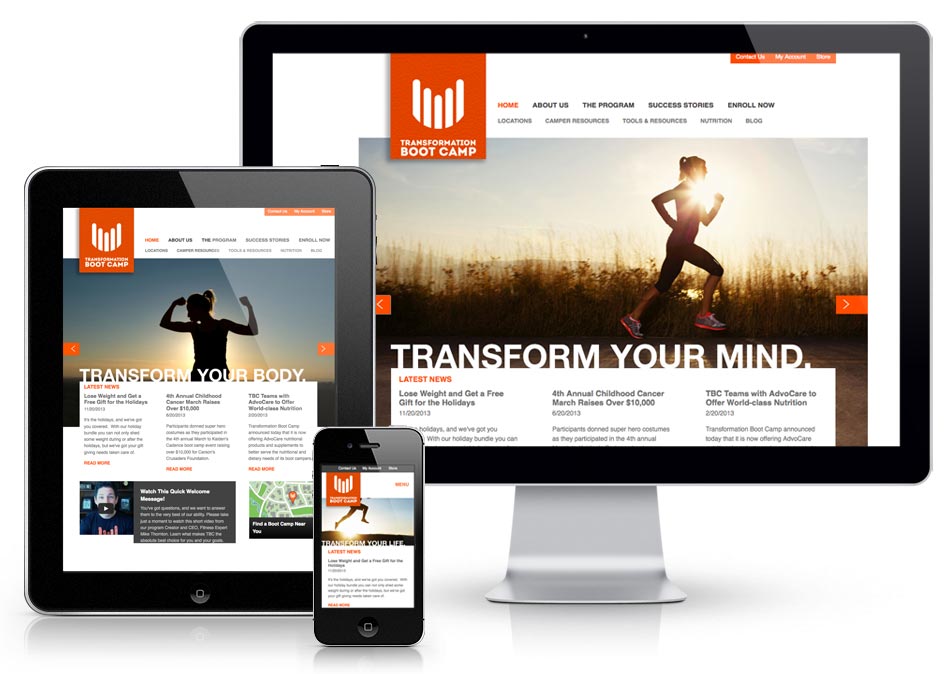 Contact Us My Account Store
HOME ABOUT US THE PROGRAM SUCCESS STORIES ENROLL NOW
LOCATIONS CAMPER RESOURCES TOOLS & RESOURCES NUTRITION BLOG
TRANSFORMATION
BOOT CAMP
TRANSFORM YOUR MIND.
LATEST NEWS
Lose Weight and Get a Free
Gift for the Holidays
11/20/2013
holidays, and we've got you
With our holiday bundle you can
4th Annual Childhood Cancer
March Raises Over $10,000
6/20/2013
Participants donned super hero costumes
as they participated in the 4th annual
TBC Teams with AdvoCare to
Offer World-class Nutrition
2/20/2013
Transformation Boot Camp announced
today that it is now offering AdvoCare
Contact Us My Account Store
HOME ABOUT US THE PROGRAM SUCCESS STORIES ENROLL NOW
LOCATIONS CAMPER RESOURCES TOOLS & RESOURCES NUTRITION BLOG
TRANSFORMATION
BOOT CAMP
TRANSFORM YOUR BODY.
LATEST NEWS
Lose Weight and Get a
Free Gift for the Holidays
11/20/2013
It's the holidays, and we've got
you covered. With our holiday
bundle you can not only shed
some weight during or after the
holidays, but we've got your gift
giving needs taken care of.
READ MORE
4th Annual Childhood
Cancer March Raises
Over $10,000
6/20/2013
Participants donned super hero
costumes as they participated in
the 4th annual March to Kaiden's
Cadence boot camp event raising
over $10,000 for Carson's
Crusaders Foundation.
READ MORE
TBC Teams with
AdvoCare to Offer
World-class Nutrition
2/20/2013
Transformation Boot Camp
announced today that it is now
offering AdvoCare nutritional
products and supplements to
better serve the nutritional and
dietary needs of its boot campers.
READ MORE
Watch This Quick Welcome
Message!
You've got questions, and we want to answer
them to the very best of our ability. Please take
just a moment to watch this short video from
our program Creator and CEO, Fitness Expert
Mike Thornton. Learn what makes TBC the
absolute best choice for you and your goals.
Find a Boot Camp Near
You
Contact Us My Account Store
TRANSFORMATION
BOOT CAMP
MENU
TRANSFORM YOUR LIFE.
LATEST NEWS
Lose Weight and Get a Free Gift for the
Holidays
11/20/2013
It's the holidays, and we've got you covered. With
our holiday bundle you can not only shed some
weight during or after the holidays, but we've got
your gift giving needs taken care of.
READ MORE